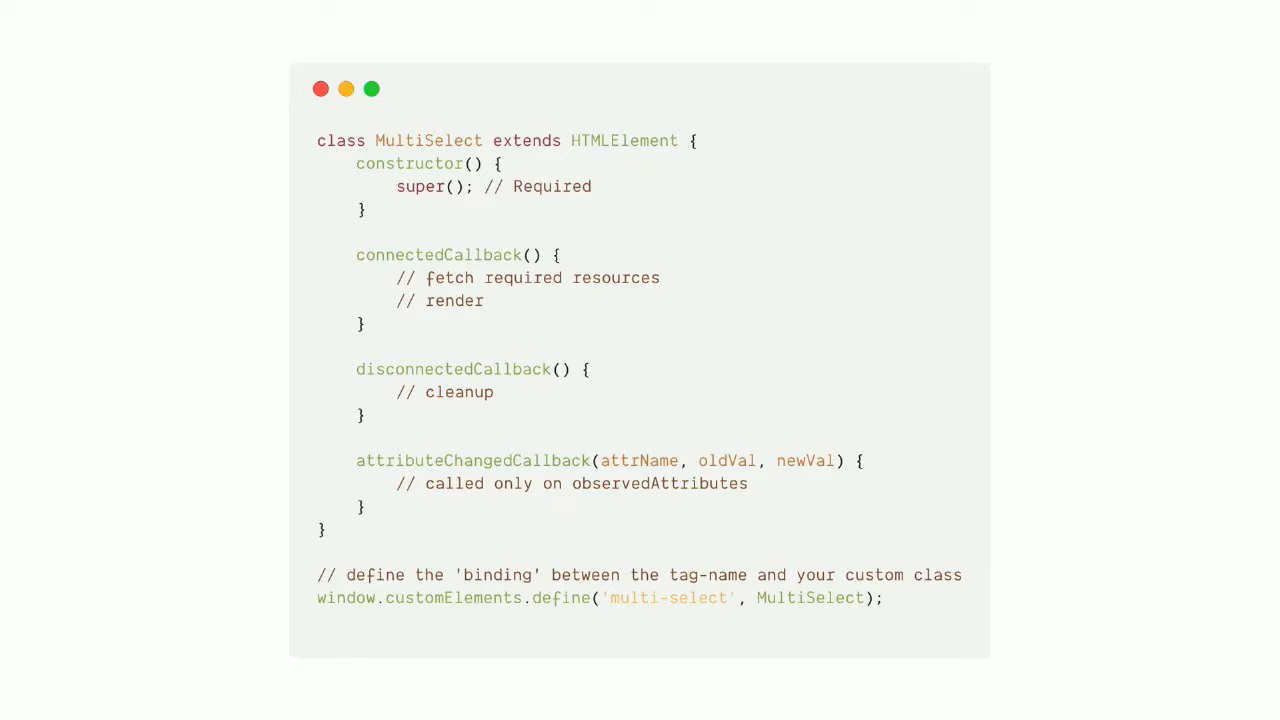 class MultiSelect extends HTMLElement {
    constructor() {
        super(); // Required
    }

    connectedCallback() {
        // fetch required resources
        // render
    }

    disconnectedCallback() {
        // cleanup
    }

    attributeChangedCallback(attrName, oldVal, newVal) {
        // called only on observedAttributes
    }
}

// define the 'binding' between the tag-name and your custom class
window.customElements.define('multi-select', MultiSelect);